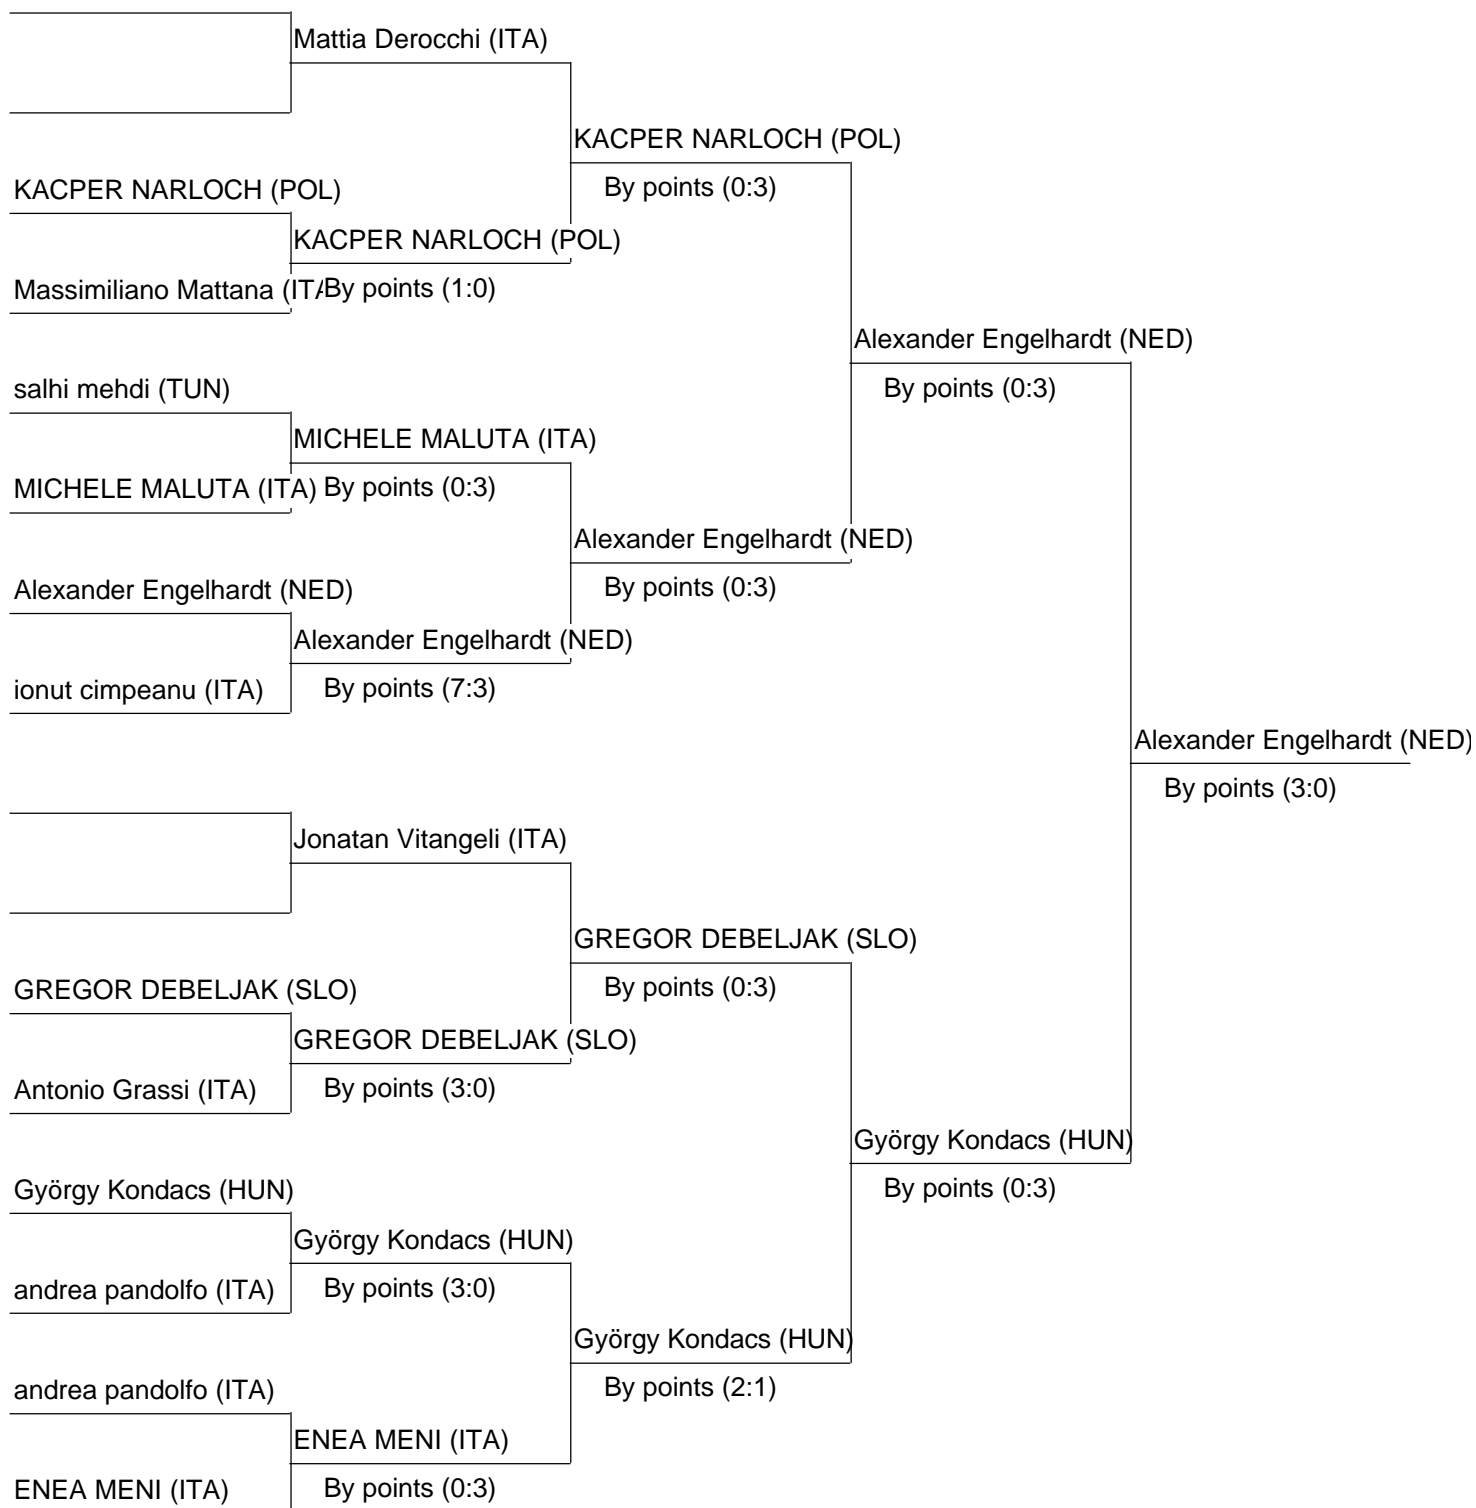 Mattia Derocchi (ITA)
KACPER NARLOCH (POL)
By points (0:3)
KACPER NARLOCH (POL)
KACPER NARLOCH (POL)
Massimiliano Mattana (ITA
By points (1:0)
Alexander Engelhardt (NED)
By points (0:3)
salhi mehdi (TUN)
MICHELE MALUTA (ITA)
MICHELE MALUTA (ITA)
By points (0:3)
Alexander Engelhardt (NED)
By points (0:3)
Alexander Engelhardt (NED)
Alexander Engelhardt (NED)
ionut cimpeanu (ITA)
By points (7:3)
Alexander Engelhardt (NED)
By points (3:0)
Jonatan Vitangeli (ITA)
GREGOR DEBELJAK (SLO)
By points (0:3)
GREGOR DEBELJAK (SLO)
GREGOR DEBELJAK (SLO)
Antonio Grassi (ITA)
By points (3:0)
György Kondacs (HUN)
By points (0:3)
György Kondacs (HUN)
György Kondacs (HUN)
andrea pandolfo (ITA)
By points (3:0)
György Kondacs (HUN)
By points (2:1)
andrea pandolfo (ITA)
ENEA MENI (ITA)
ENEA MENI (ITA)
By points (0:3)